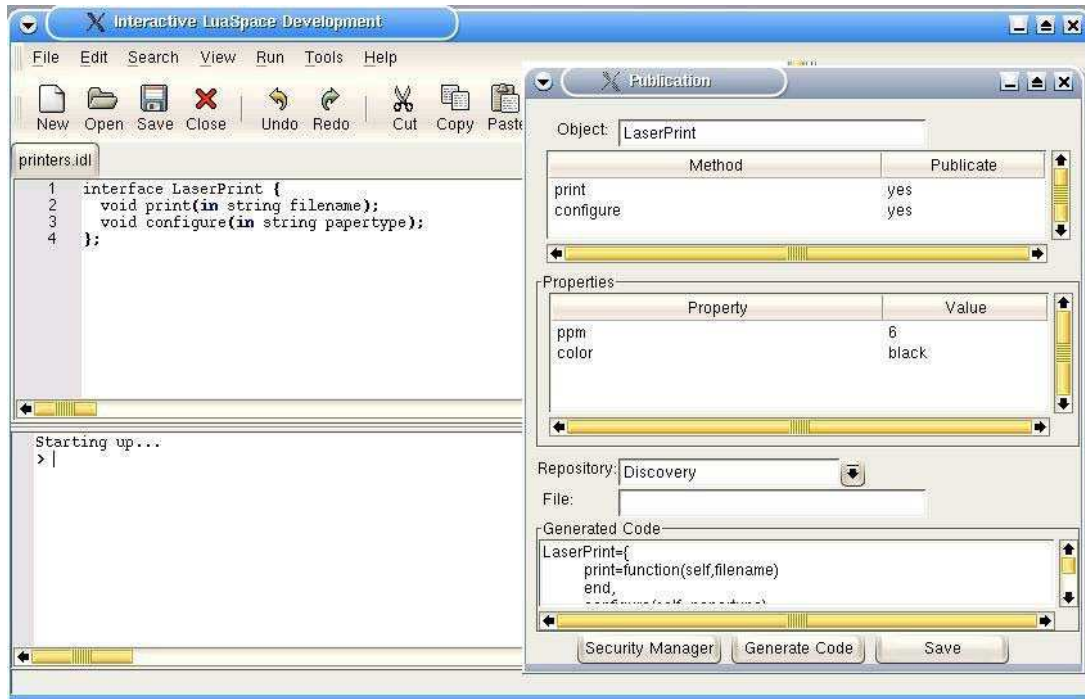 Interactive LuaSpace Development
File Edit Search View Run Tools Help
New Open Save Close Undo Redo Cut Copy Paste
printers.idl
1 interface LaserPrint {
2 void print(in string filename);
3 void configure(in string papertype);
4 };
Starting up...
>
Publication
Object: LaserPrint
Method Publicate
print yes
configure yes
Properties
Property Value
ppm 6
color black
Repository: Discovery
File:
Generated Code
LaserPrint={
print=function(self,filename)
end,
Security Manager Generate Code Save